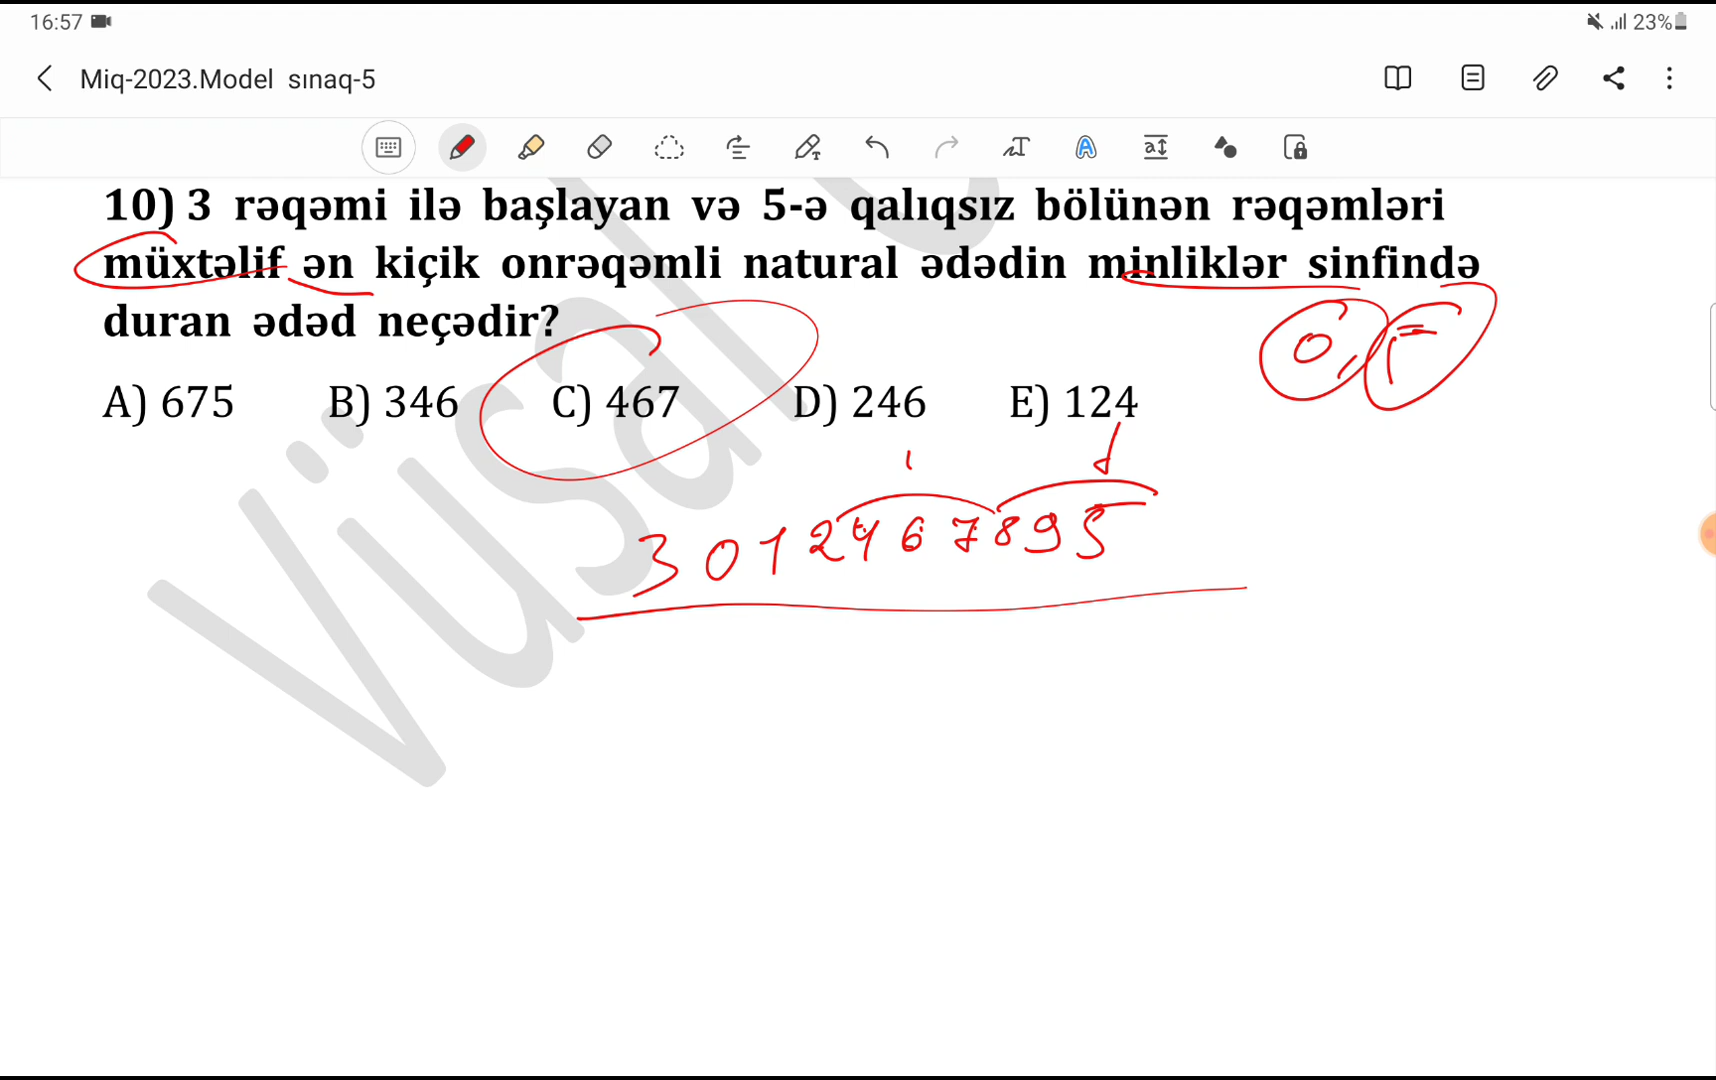 16:57
23%
Miq-2023.Model sınaq-5
10) 3 rəqəmi ilə başlayan və 5-ə qalıqsız bölünən rəqəmləri
müxtəlif ən kiçik onrəqəmli natural ədədin minliklər sinfində
duran ədəd neçədir?
0,
A) 675 B) 346 C) 467 D) 246 E) 124
3012467895
Vüsal